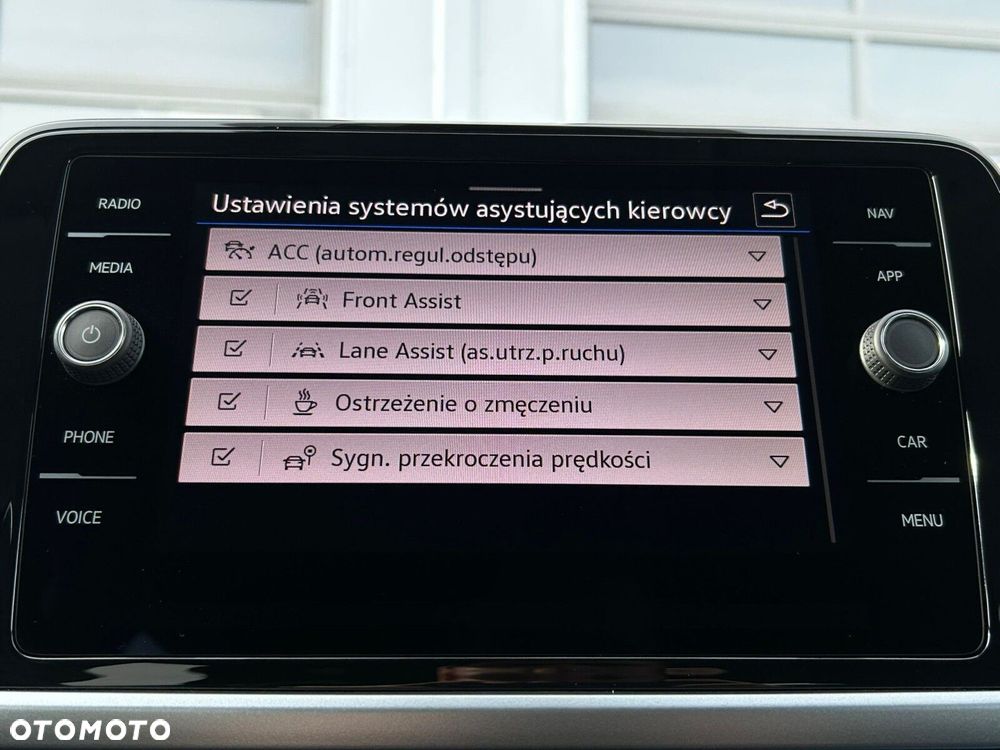 RADIO
MEDIA
PHONE
VOICE
Ustawienia systemów asystujących kierowcy
ACC (autom.regul.odstępu)
Front Assist
Lane Assist (as.utrz.p.ruchu)
Ostrzeżenie o zmęczeniu
Sygn. przekroczenia prędkości
NAV
APP
CAR
MENU
OTOMOTO